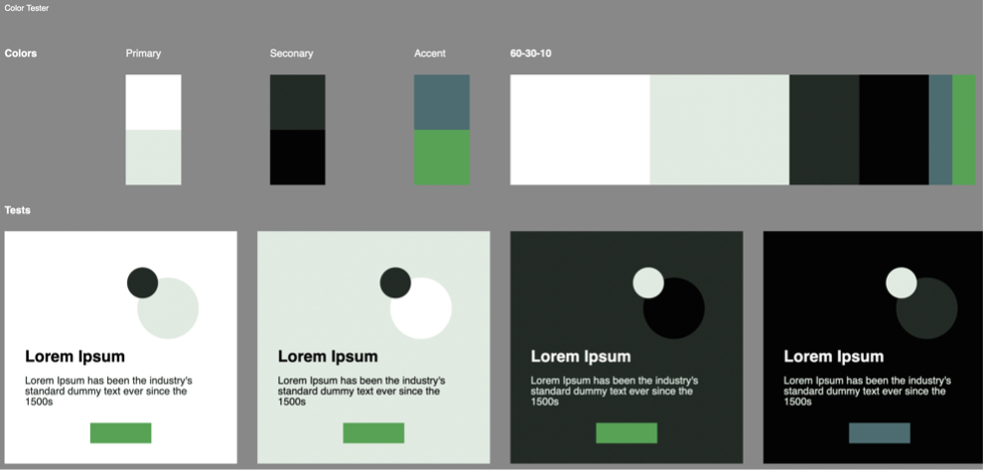 Color Tester
Colors
Primary
Seconary
Accent
60-30-10
Tests
Lorem Ipsum
Lorem Ipsum has been the industry's
standard dummy text ever since the
1500s
Lorem Ipsum
Lorem Ipsum has been the industry's
standard dummy text ever since the
1500s
Lorem Ipsum
Lorem Ipsum has been the industry's
standard dummy text ever since the
1500s
Lorem Ipsum
Lorem Ipsum has been the industry's
standard dummy text ever since the
1500s